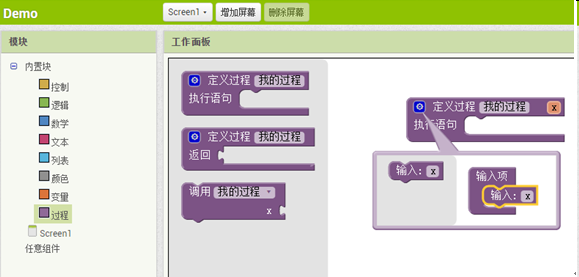 Demo
Screen1
增加屏幕
删除屏幕
模块
工作面板
内置块
控制
逻辑
数学
文本
列表
颜色
变量
过程
Screen1
任意组件
定义过程 我的过程
执行语句
定义过程 我的过程
返回
调用 我的过程
x
定义过程 我的过程 x
执行语句
输入: x
输入项
输入: x